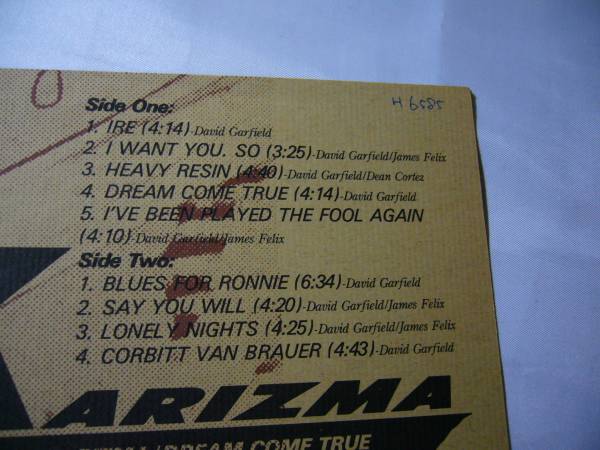 H 6585
Side One:
1. IRE (4:14)-David Garfield
2. I WANT YOU. SO (3:25)-David Garfield/James Felix
3. HEAVY RESIN (4:40)-David Garfield/Dean Cortez
4. DREAM COME TRUE (4:14)-David Garfield
5. I'VE BEEN PLAYED THE FOOL AGAIN
(4:10)-David Garfield/James Felix
Side Two:
1. BLUES FOR RONNIE (6:34)-David Garfield
2. SAY YOU WILL (4:20)-David Garfield/James Felix
3. LONELY NIGHTS (4:25)-David Garfield/James Felix
4. CORBITT VAN BRAUER (4:43)-David Garfield
KARIZMA
DREAM COME TRUE